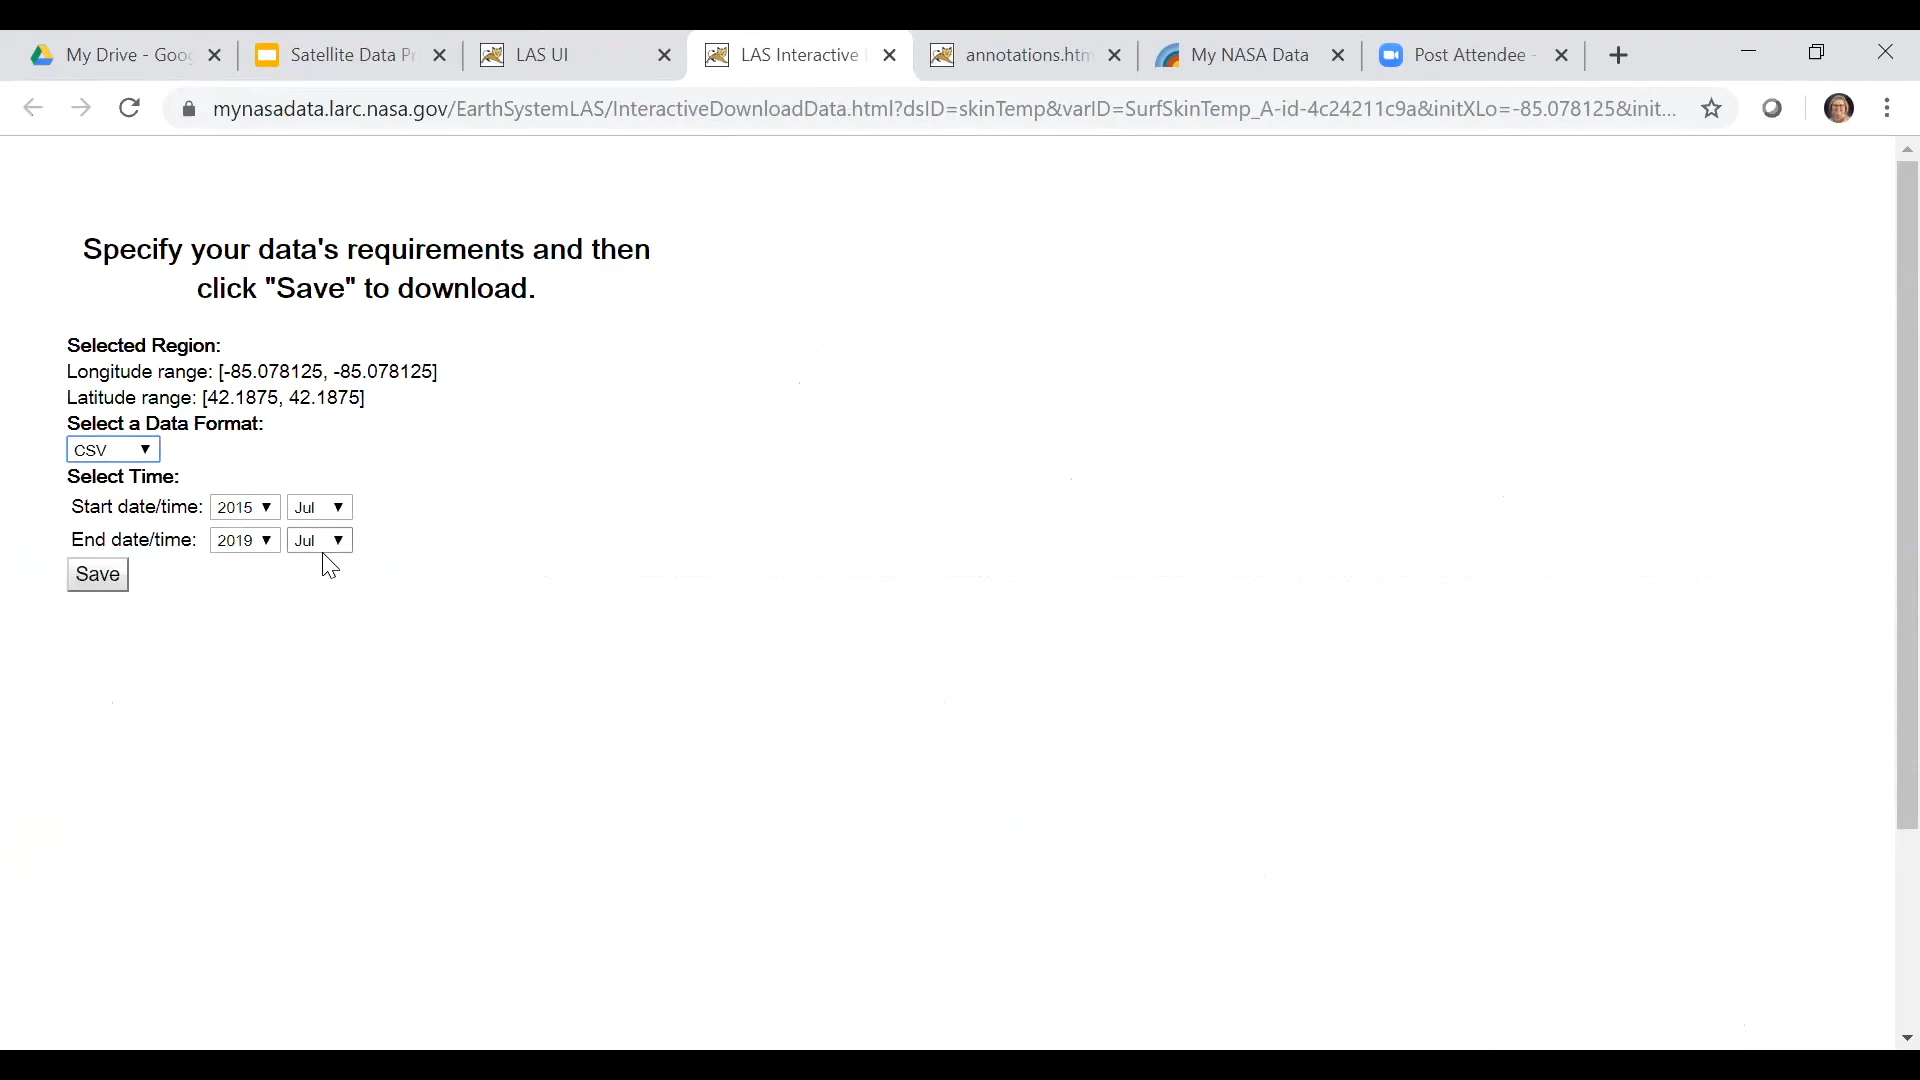 My Drive - Goog
Satellite Data Pr
LAS UI
LAS Interactive
annotations.htm
My NASA Data
Post Attendee -
mynasadata.larc.nasa.gov/EarthSystemLAS/InteractiveDownloadData.html?dsID=skinTemp&varID=SurfSkinTemp_A-id-4c24211c9a&initXLo=-85.078125&init...
Specify your data's requirements and then
click "Save" to download.
Selected Region:
Longitude range: [-85.078125, -85.078125]
Latitude range: [42.1875, 42.1875]
Select a Data Format:
CSV
Select Time:
Start date/time: 2015 Jul
End date/time: 2019 Jul
Save